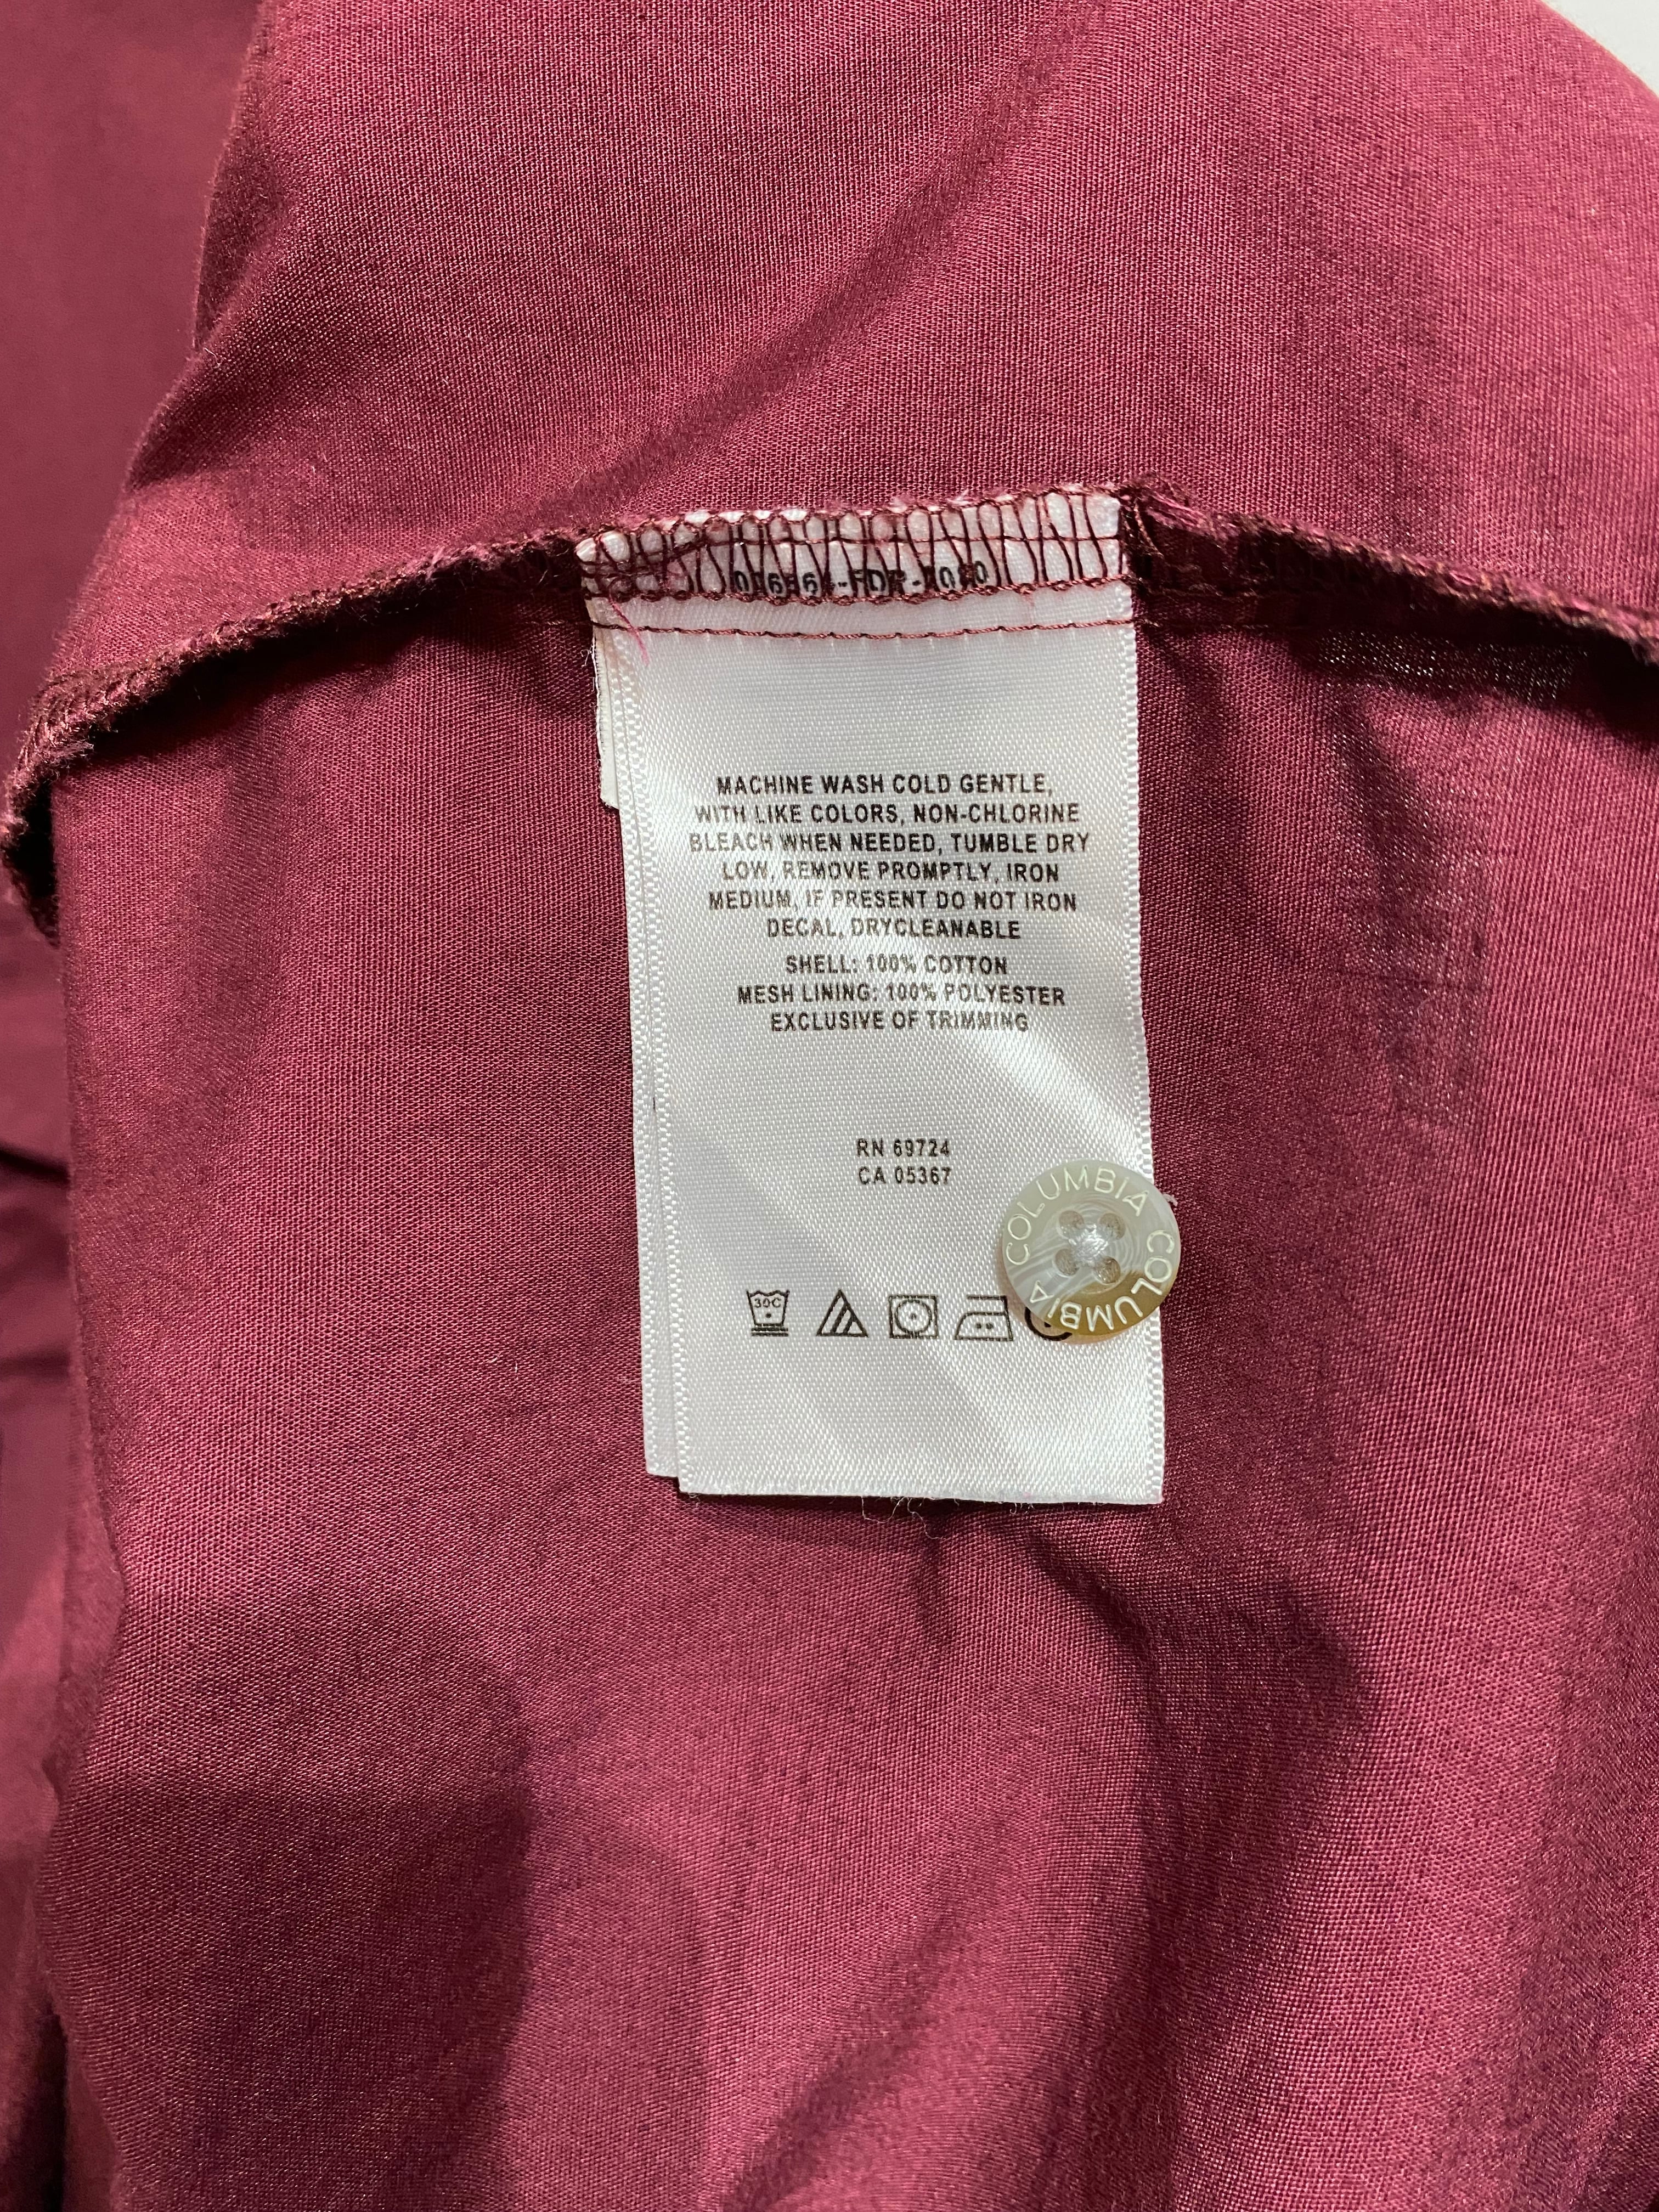 MACHINE WASH COLD GENTLE,
WITH LIKE COLORS, NON-CHLORINE
BLEACH WHEN NEEDED, TUMBLE DRY
LOW, REMOVE PROMPTLY, IRON
MEDIUM, IF PRESENT DO NOT IRON
DECAL, DRYCLEANABLE
SHELL: 100% COTTON
MESH LINING: 100% POLYESTER
EXCLUSIVE OF TRIMMING
RN 69724
CA 05367
COLUMBIA COLUMBIA
30C